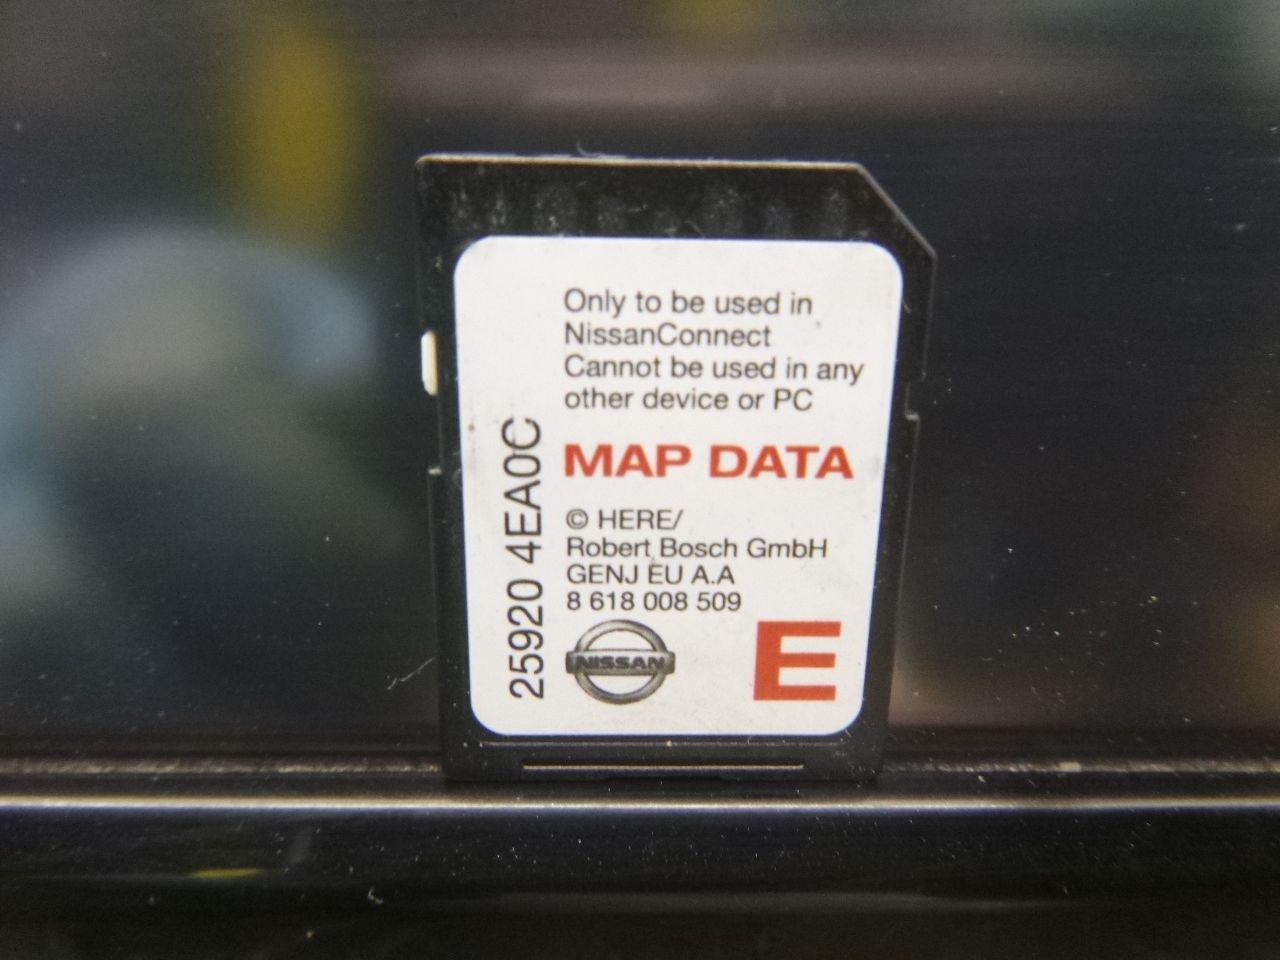 Only to be used in
NissanConnect
Cannot be used in any
other device or PC
MAP DATA
© HERE/
Robert Bosch GmbH
GENJ EU A.A
8 618 008 509
NISSAN
E
25920 4EA0C